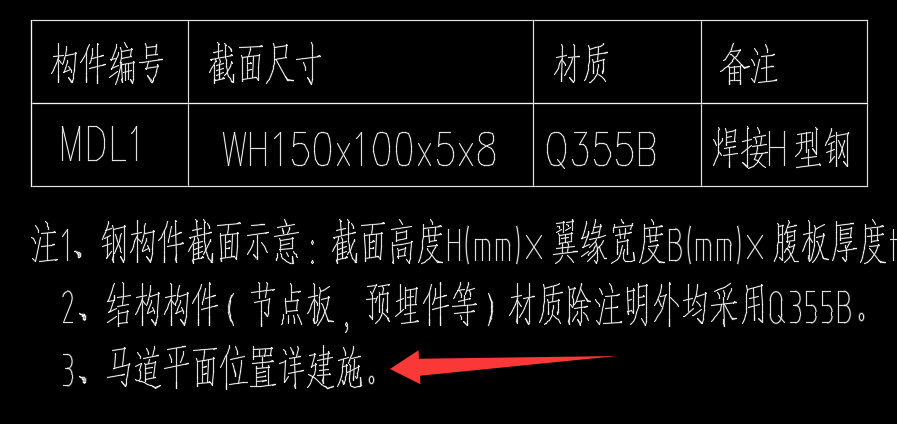 构件编号 截面尺寸 材质 备注
MDL1 WH150x100x5x8 Q355B 焊接H型钢
注1、钢构件截面示意：截面高度H(mm)×翼缘宽度B(mm)×腹板厚度t
2、结构构件(节点板,预埋件等)材质除注明外均采用Q355B。
3、马道平面位置详建施。